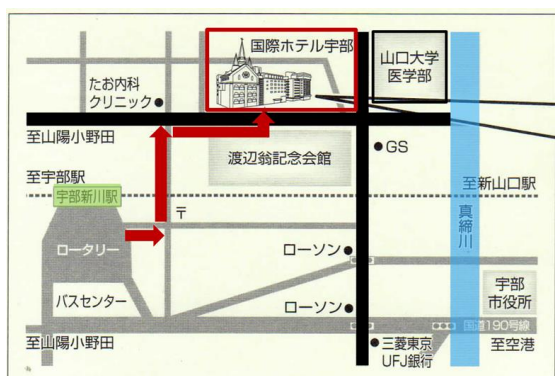 国際ホテル宇部
山口大学
医学部
たお内科
クリニック
至山陽小野田
渡辺翁記念会館
GS
至宇部駅
至新山口駅
宇部新川駅
〒
真締川
ロータリー
ローソン
バスセンター
宇部
市役所
ローソン
国道190号線
至山陽小野田
三菱東京
UFJ銀行
至空港